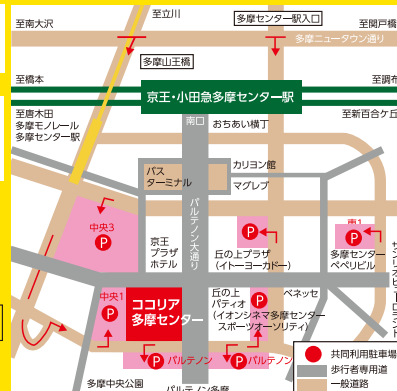 至立川
多摩センター駅入口
至南大沢
至関戸橋
多摩ニュータウン通り
多摩山王橋
至橋本
至調布
京王・小田急多摩センター駅
至唐木田
多摩モノレール
多摩センター駅
南口
おちあい横丁
至新百合ケ丘
バス
ターミナル
カリヨン館
マグレブ
パルテノン大通り
中央3
P
京王
プラザ
ホテル
P
丘の上プラザ
(イトーヨーカドー)
南1
P
多摩センター
ペペリビル
中央1
P
ココリア
多摩センター
丘の上
パティオ
(イオンシネマ多摩センター
スポーツオーソリティ)
P
ベネッセ
P パルテノン
P パルテノン
多摩中央公園
パルテノン多摩
共同利用駐車場
歩行者専用道
一般道路